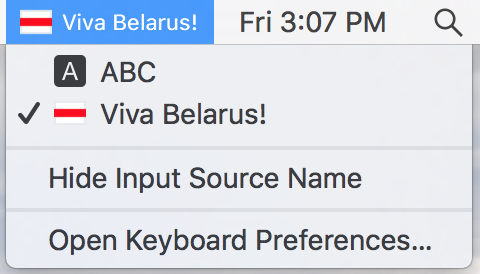 Viva Belarus! Fri 3:07 PM
A ABC
Viva Belarus!
Hide Input Source Name
Open Keyboard Preferences...